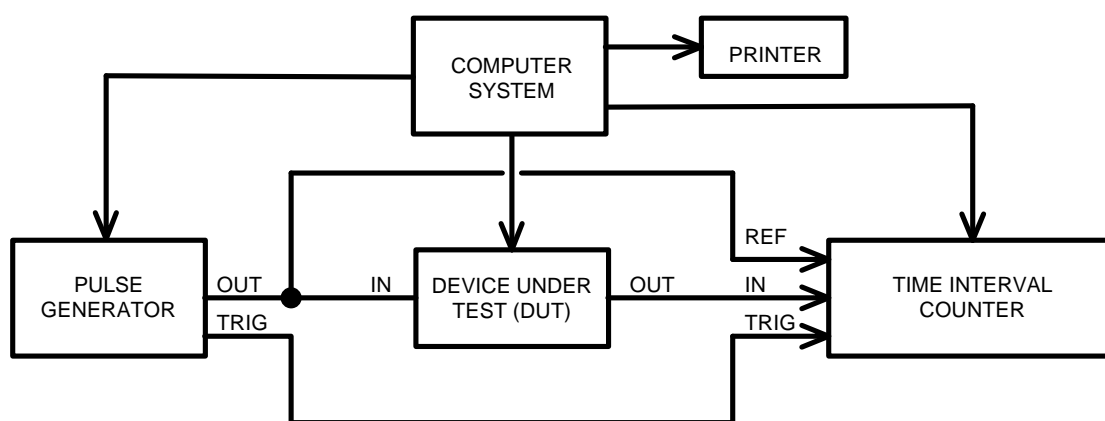 COMPUTER
SYSTEM
PRINTER
PULSE
GENERATOR
OUT
TRIG
IN
DEVICE UNDER
TEST (DUT)
OUT
REF
IN
TRIG
TIME INTERVAL
COUNTER